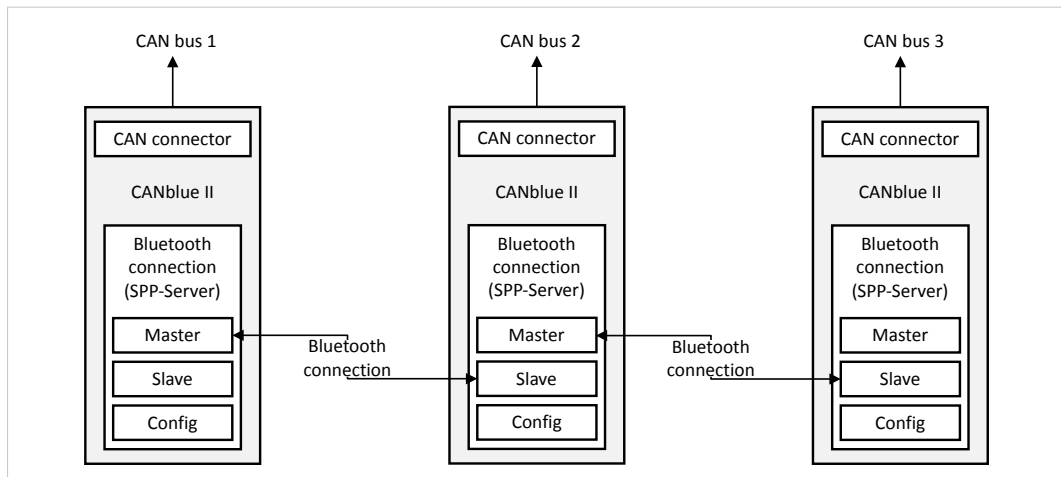 CAN bus 1
CAN bus 2
CAN bus 3
CAN connector
CANblue II
Bluetooth
connection
(SPP-Server)
Master
Slave
Config
Bluetooth
connection
CAN connector
CANblue II
Bluetooth
connection
(SPP-Server)
Master
Slave
Config
Bluetooth
connection
CAN connector
CANblue II
Bluetooth
connection
(SPP-Server)
Master
Slave
Config